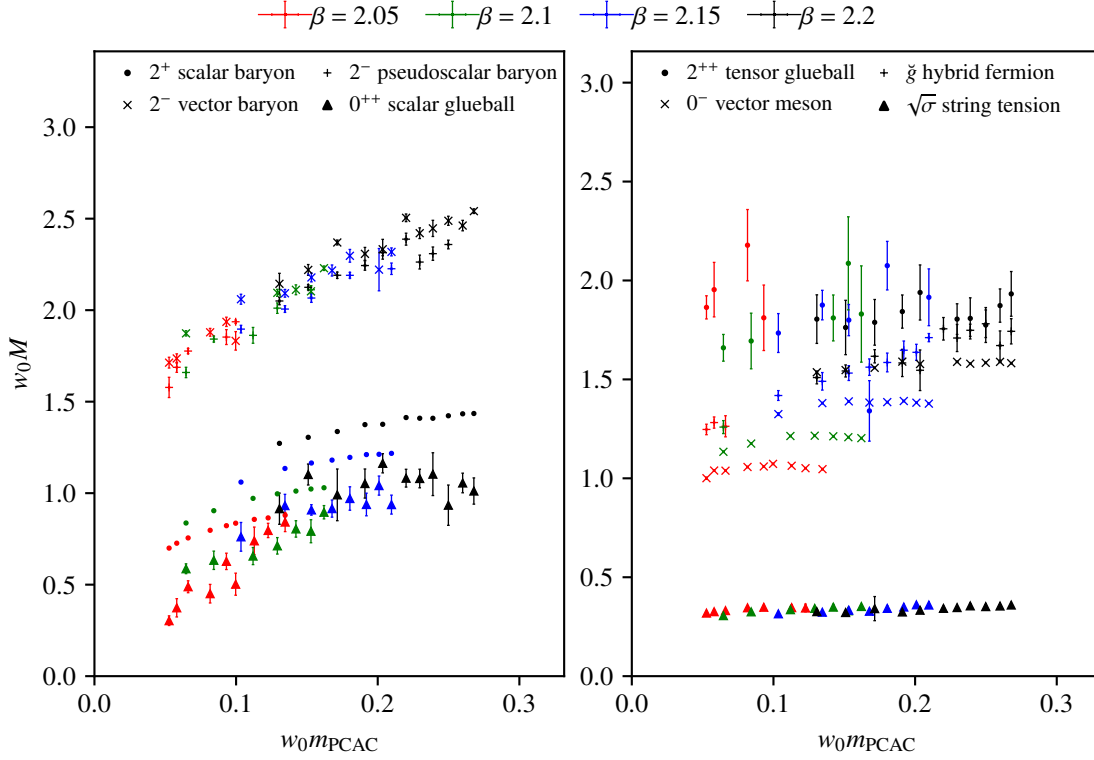 β = 2.05 β = 2.1 β = 2.15 β = 2.2
2⁺ scalar baryon 2⁻ pseudoscalar baryon
2⁻ vector baryon 0⁺⁺ scalar glueball
3.0
2.5
2.0
1.5
1.0
0.5
0.0
w₀M
0.0 0.1 0.2 0.3
w₀m_PCAC
2⁺⁺ tensor glueball ğ hybrid fermion
0⁻ vector meson √σ string tension
3.0
2.5
2.0
1.5
1.0
0.5
0.0
0.0 0.1 0.2 0.3
w₀m_PCAC